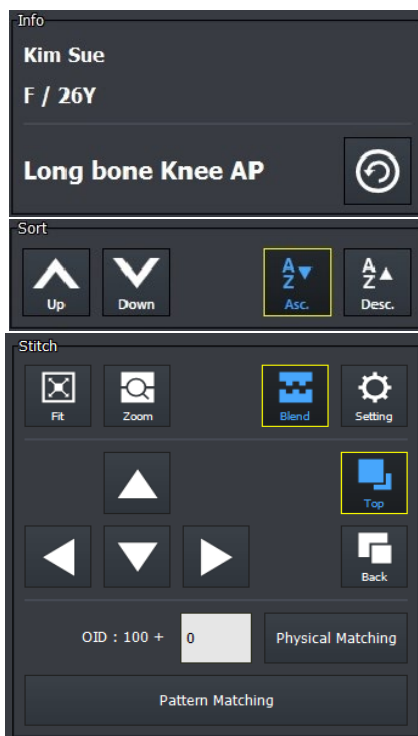 Info
Kim Sue
F / 26Y
Long bone Knee AP
Sort
Up Down Asc. Desc.
Stitch
Fit Zoom Blend Setting
Top
Back
OID : 100 + 0 Physical Matching
Pattern Matching